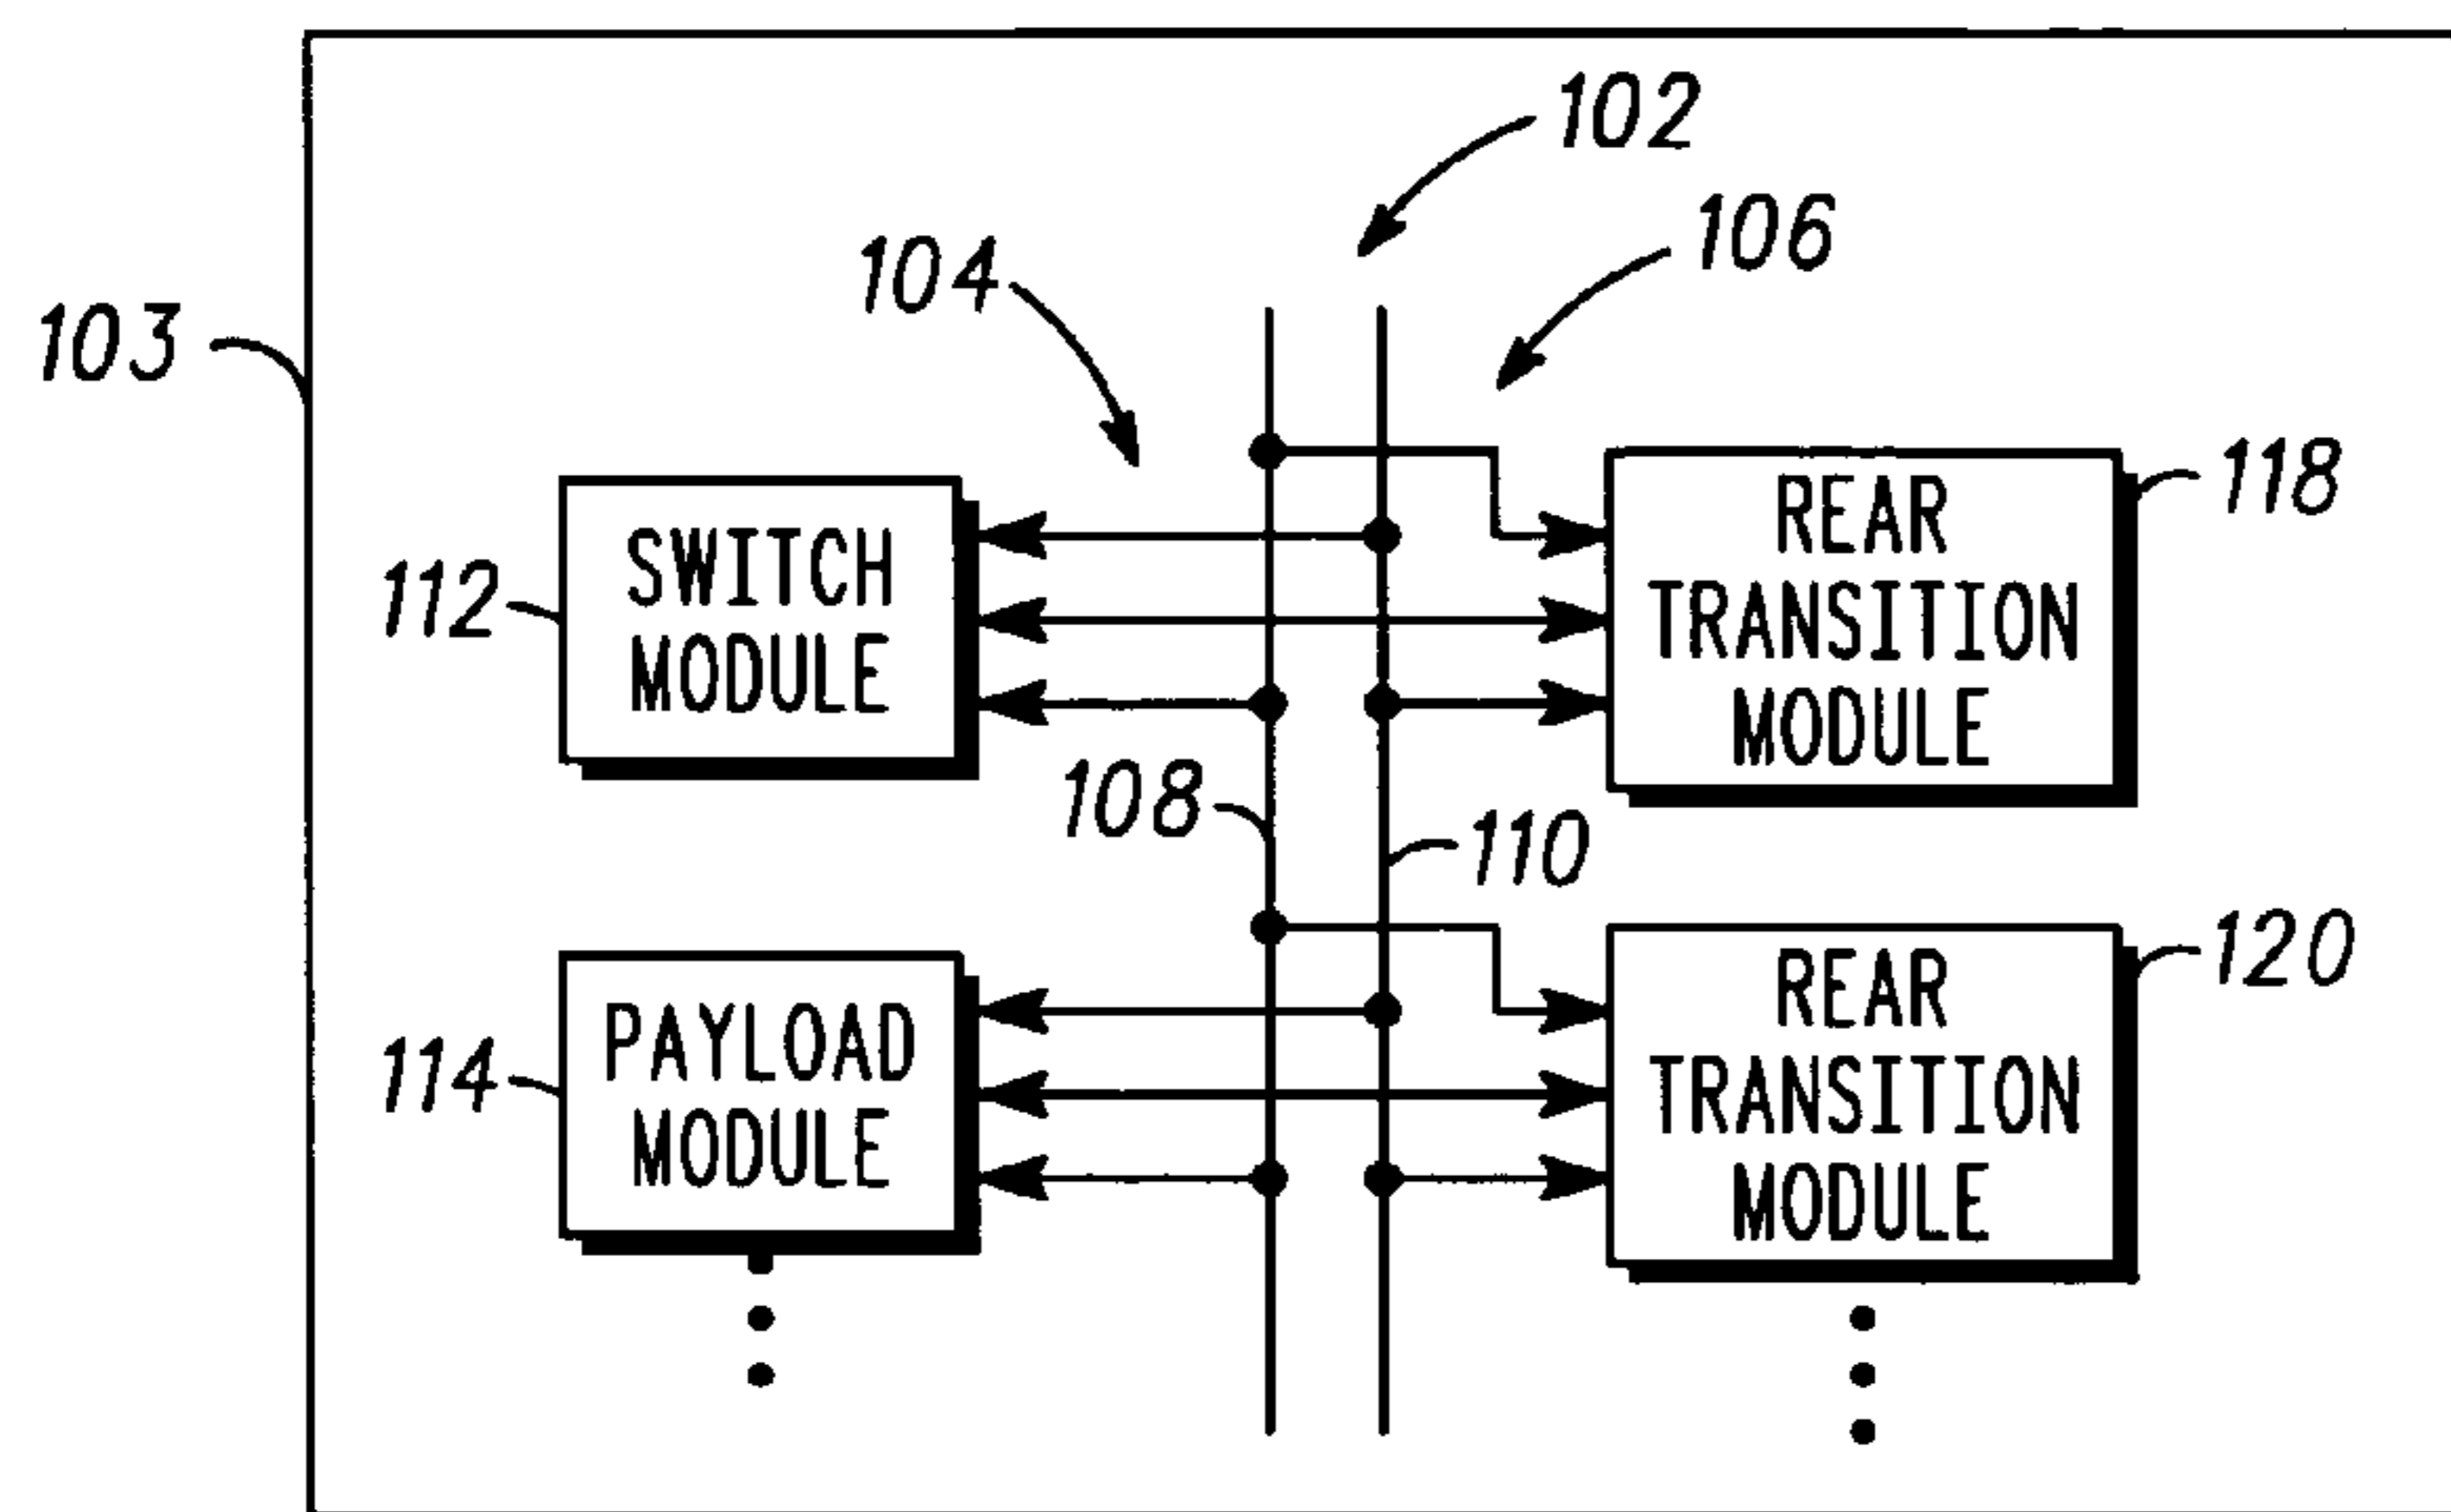 102
106
104
103
SWITCH
MODULE
112
REAR
TRANSITION
MODULE
118
108
110
PAYLOAD
MODULE
114
REAR
TRANSITION
MODULE
120